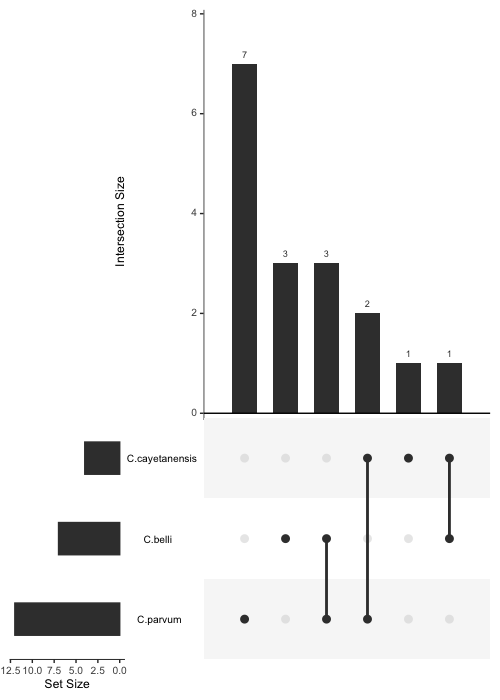 8
7
6
Intersection Size
4
3 3
2
2
1 1
0
C.cayetanensis
C.belli
C.parvum
12.5 10.0 7.5 5.0 2.5 0.0
Set Size